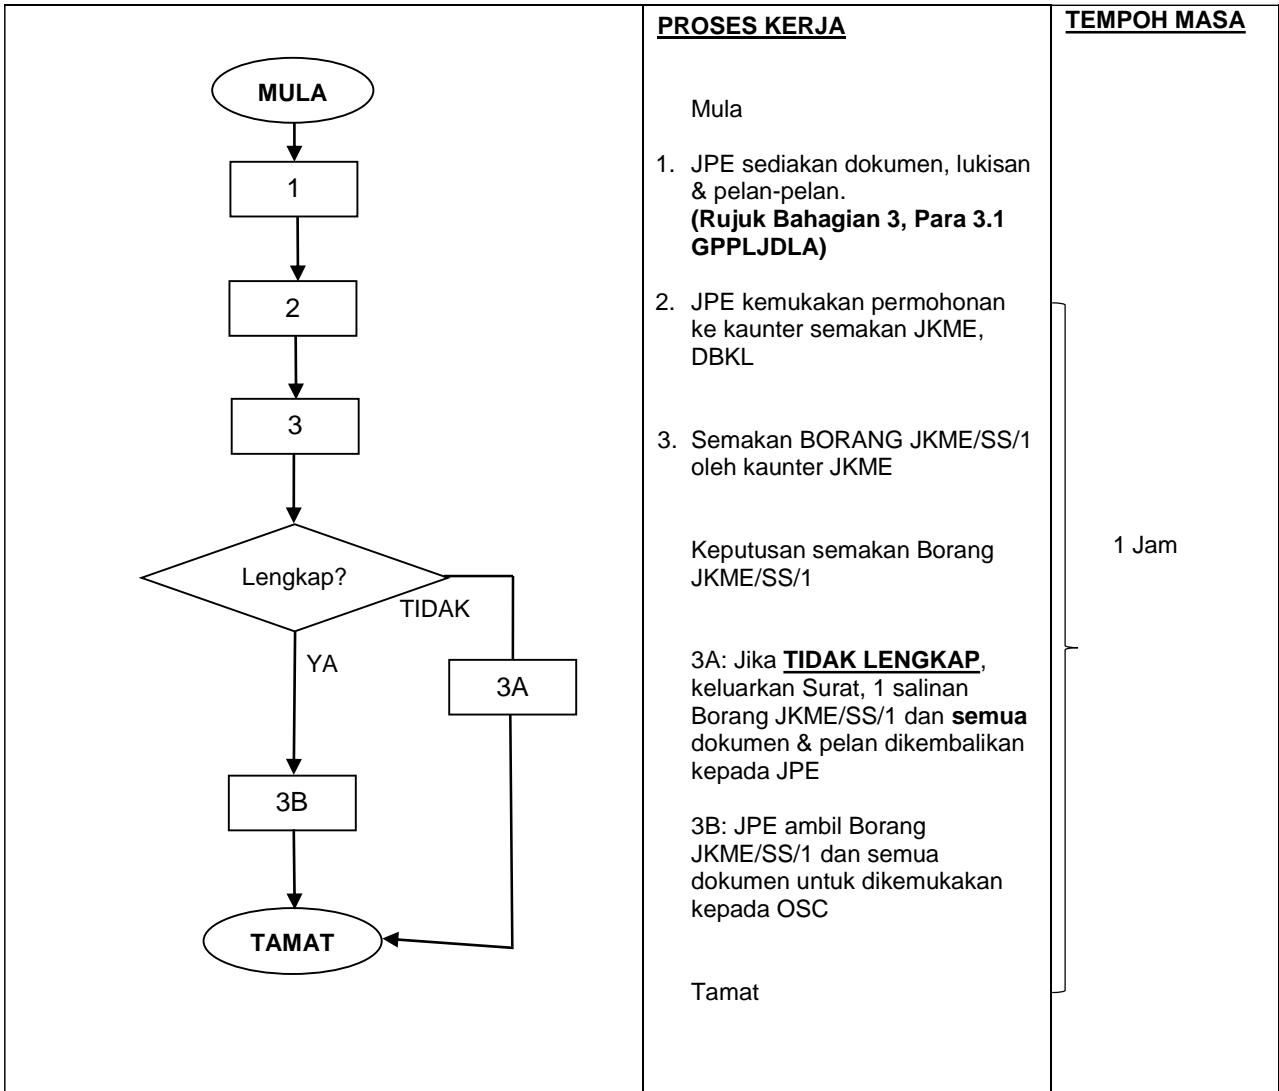 MULA
1
2
3
Lengkap?
TIDAK
YA
3A
3B
TAMAT
PROSES KERJA
Mula
1. JPE sediakan dokumen, lukisan
& pelan-pelan.
(Rujuk Bahagian 3, Para 3.1
GPPLJDLA)
2. JPE kemukakan permohonan
ke kaunter semakan JKME,
DBKL
3. Semakan BORANG JKME/SS/1
oleh kaunter JKME
Keputusan semakan Borang
JKME/SS/1
3A: Jika TIDAK LENGKAP,
keluarkan Surat, 1 salinan
Borang JKME/SS/1 dan semua
dokumen & pelan dikembalikan
kepada JPE
3B: JPE ambil Borang
JKME/SS/1 dan semua
dokumen untuk dikemukakan
kepada OSC
Tamat
TEMPOH MASA
1 Jam